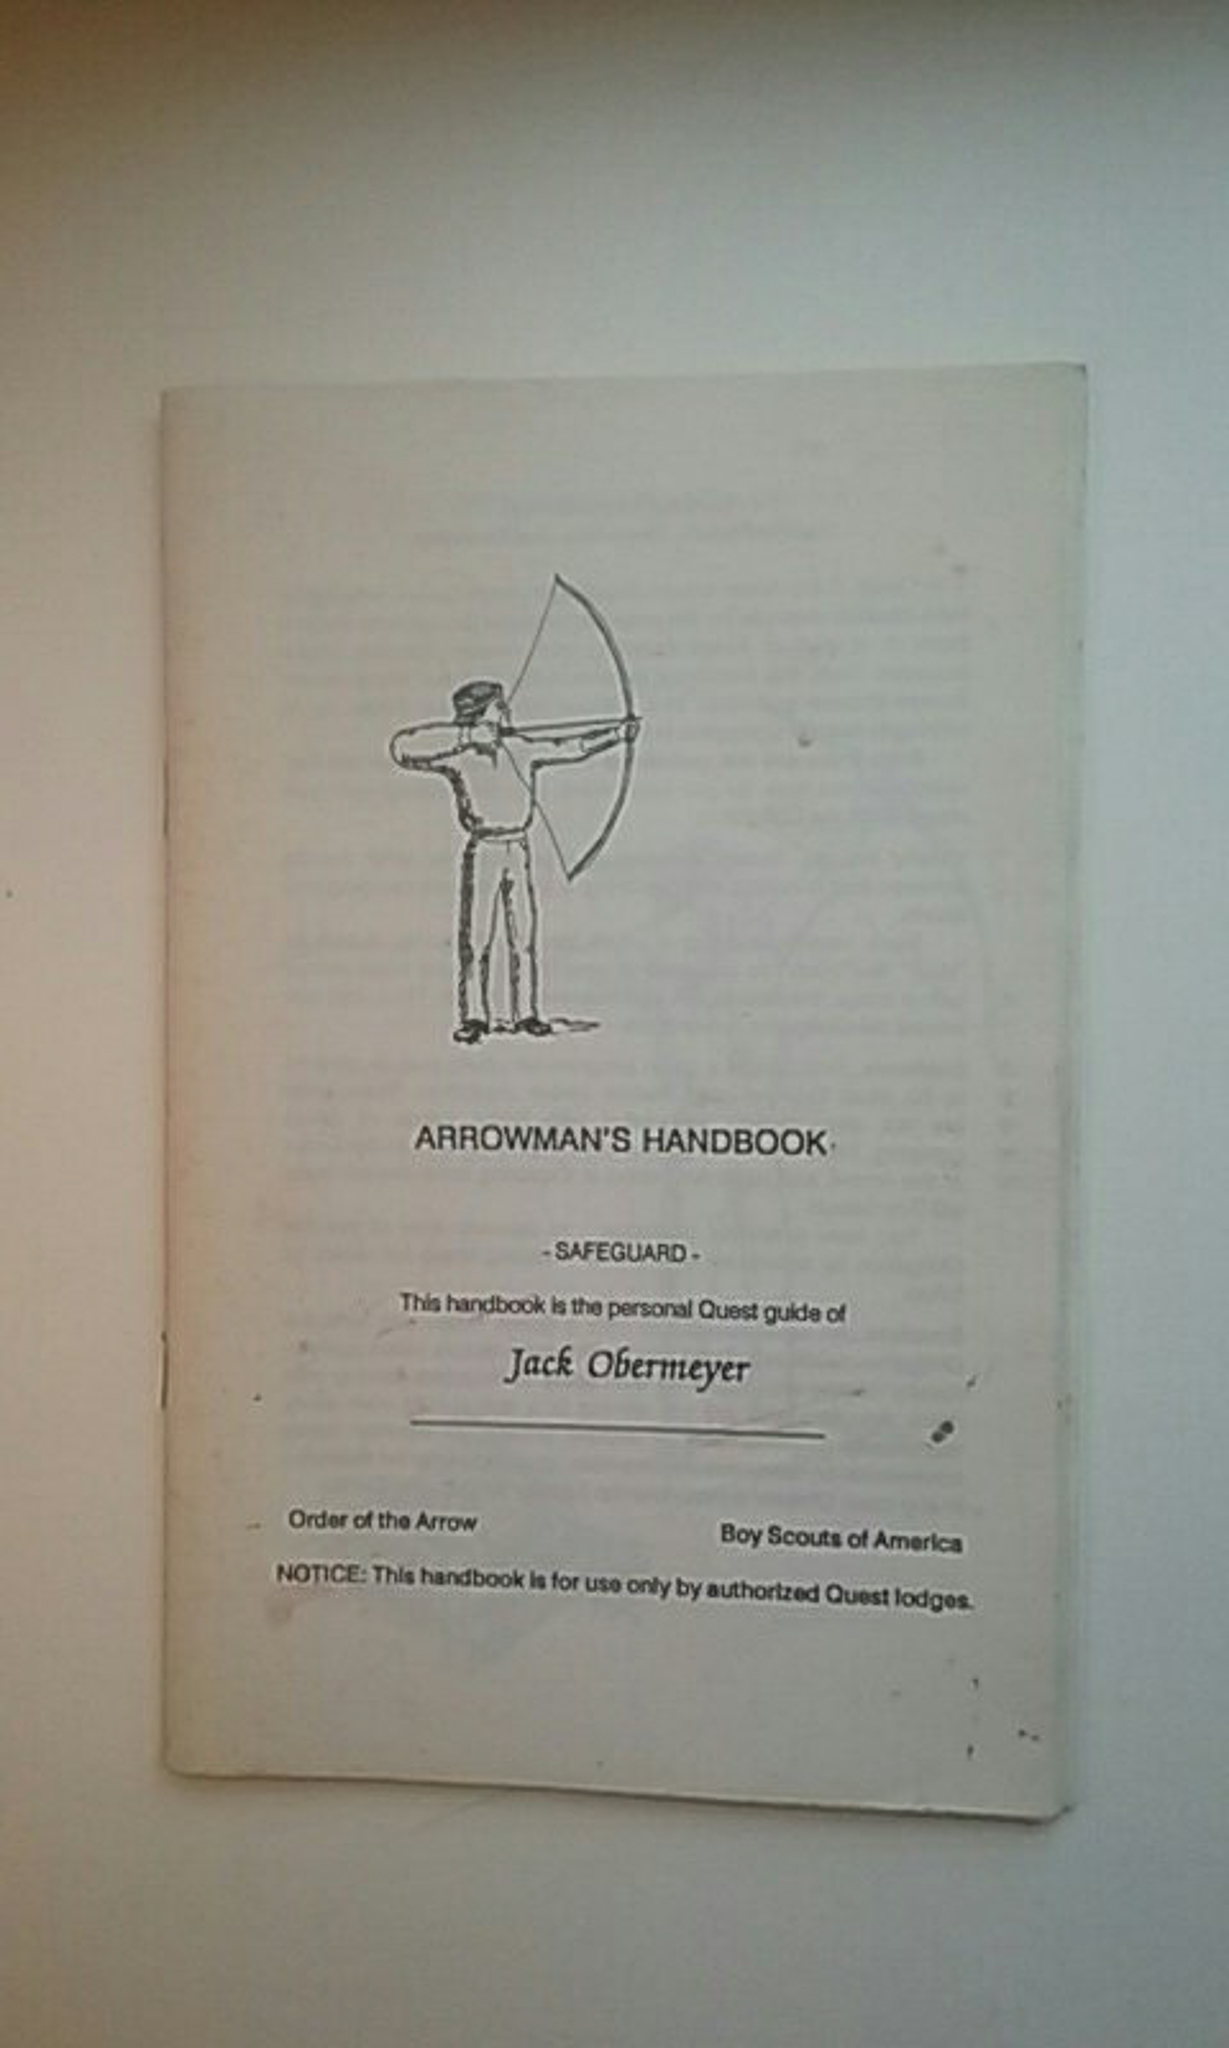 ARROWMAN'S HANDBOOK
- SAFEGUARD -
This handbook is the personal Quest guide of
Jack Obermeyer
Order of the Arrow
Boy Scouts of America
NOTICE: This handbook is for use only by authorized Quest lodges.